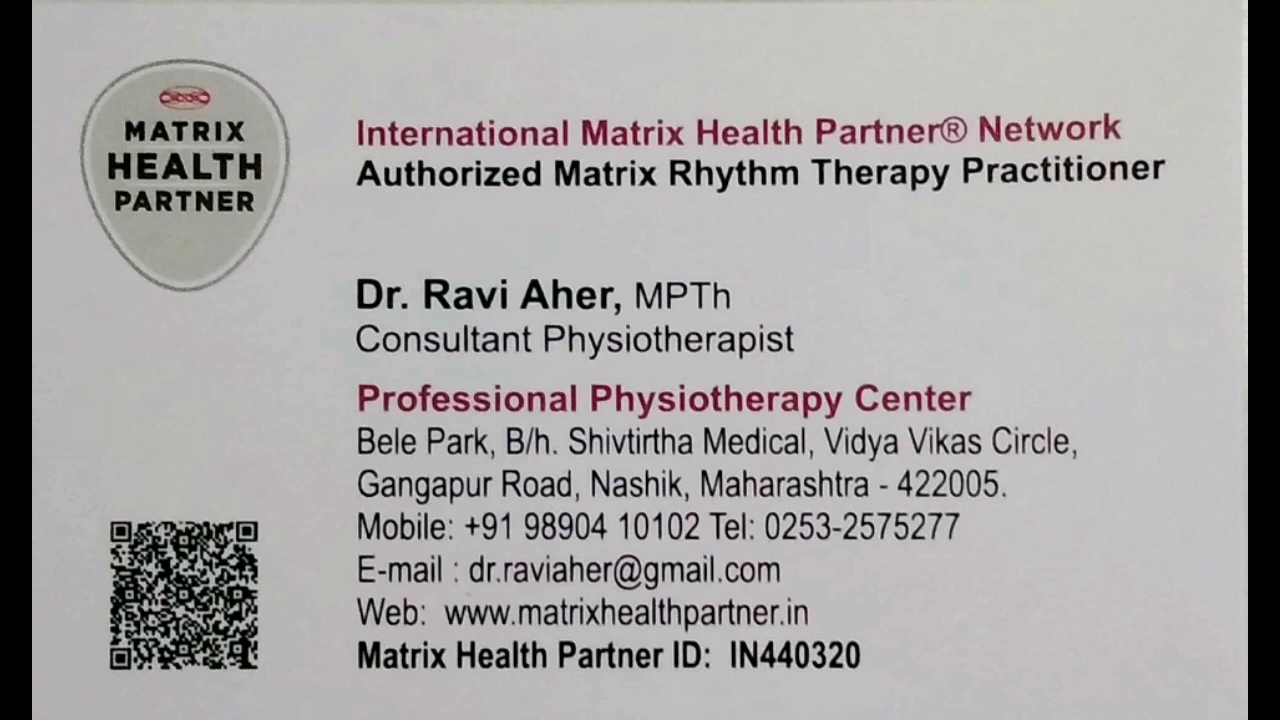 MATRIX
HEALTH
PARTNER
International Matrix Health Partner® Network
Authorized Matrix Rhythm Therapy Practitioner
Dr. Ravi Aher, MPTh
Consultant Physiotherapist
Professional Physiotherapy Center
Bele Park, B/h. Shivtirtha Medical, Vidya Vikas Circle,
Gangapur Road, Nashik, Maharashtra - 422005.
Mobile: +91 98904 10102 Tel: 0253-2575277
E-mail : dr.raviaher@gmail.com
Web: www.matrixhealthpartner.in
Matrix Health Partner ID: IN440320